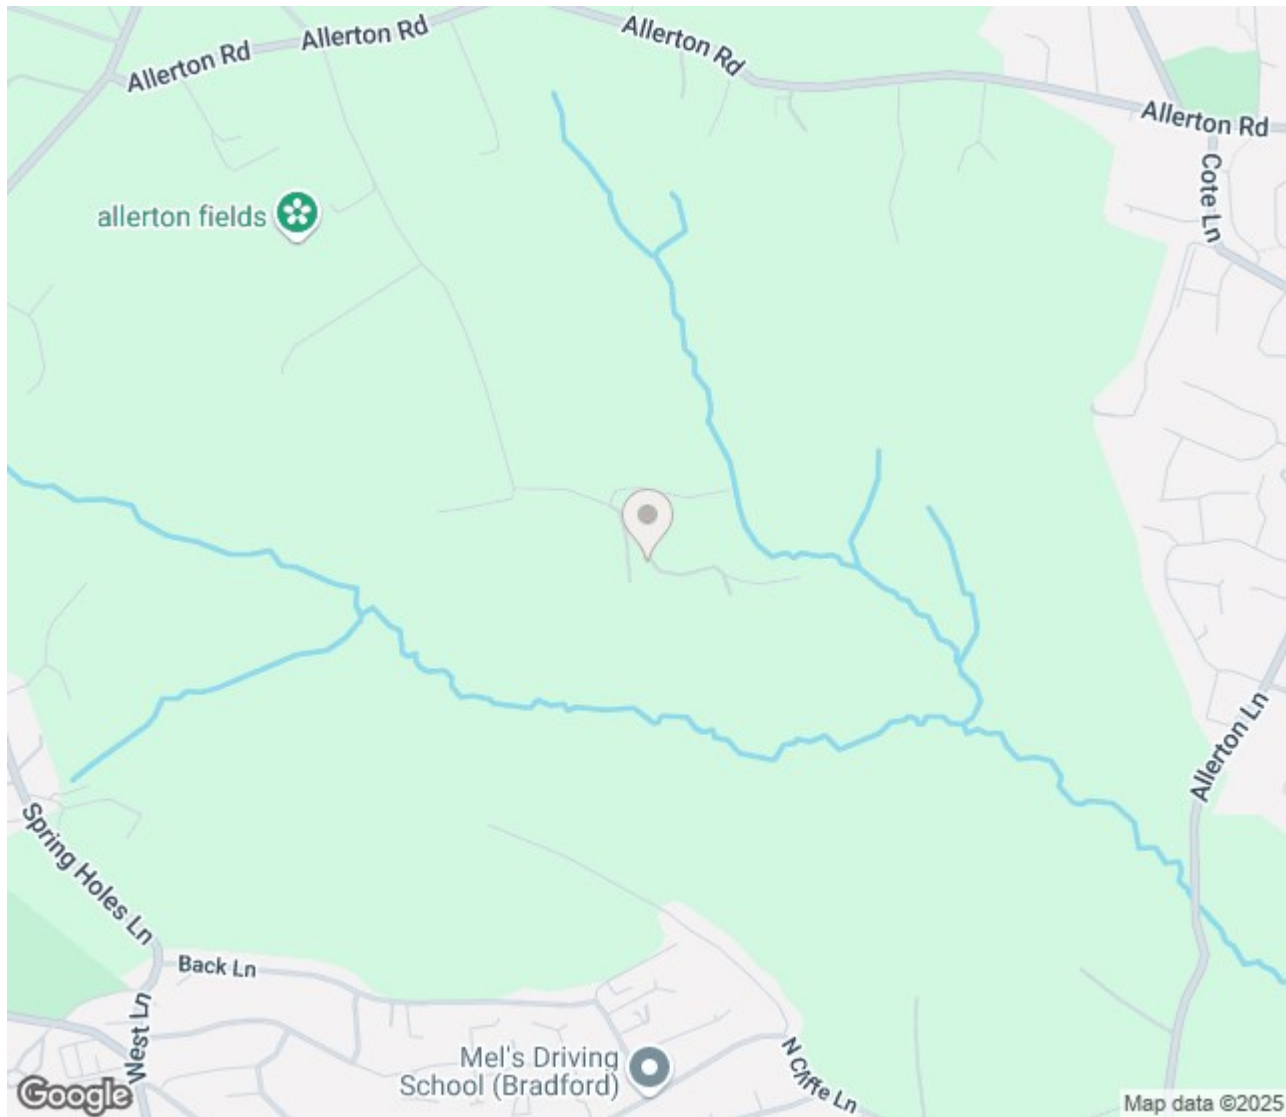 Allerton Rd
Allerton Rd
Allerton Rd
Allerton Rd
Cote Ln
allerton fields
Allerton Ln
Spring Holes Ln
Back Ln
West Ln
Mel's Driving
School (Bradford)
N Cliffe Ln
Google
Map data ©2025